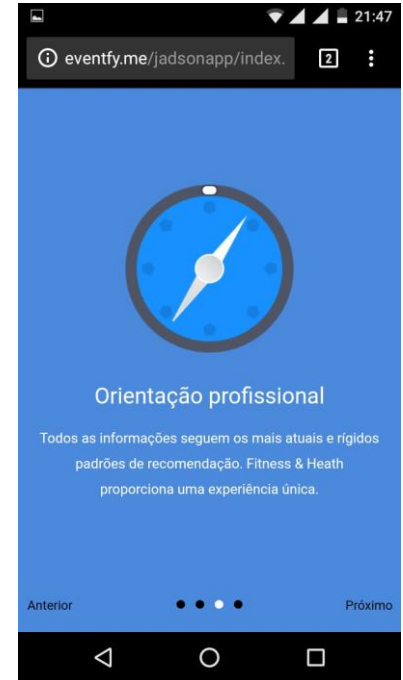 21:47
eventfy.me/jadsonapp/index.
2
Orientação profissional
Todos as informações seguem os mais atuais e rígidos
padrões de recomendação. Fitness & Heath
proporciona uma experiência única.
Anterior
Próximo